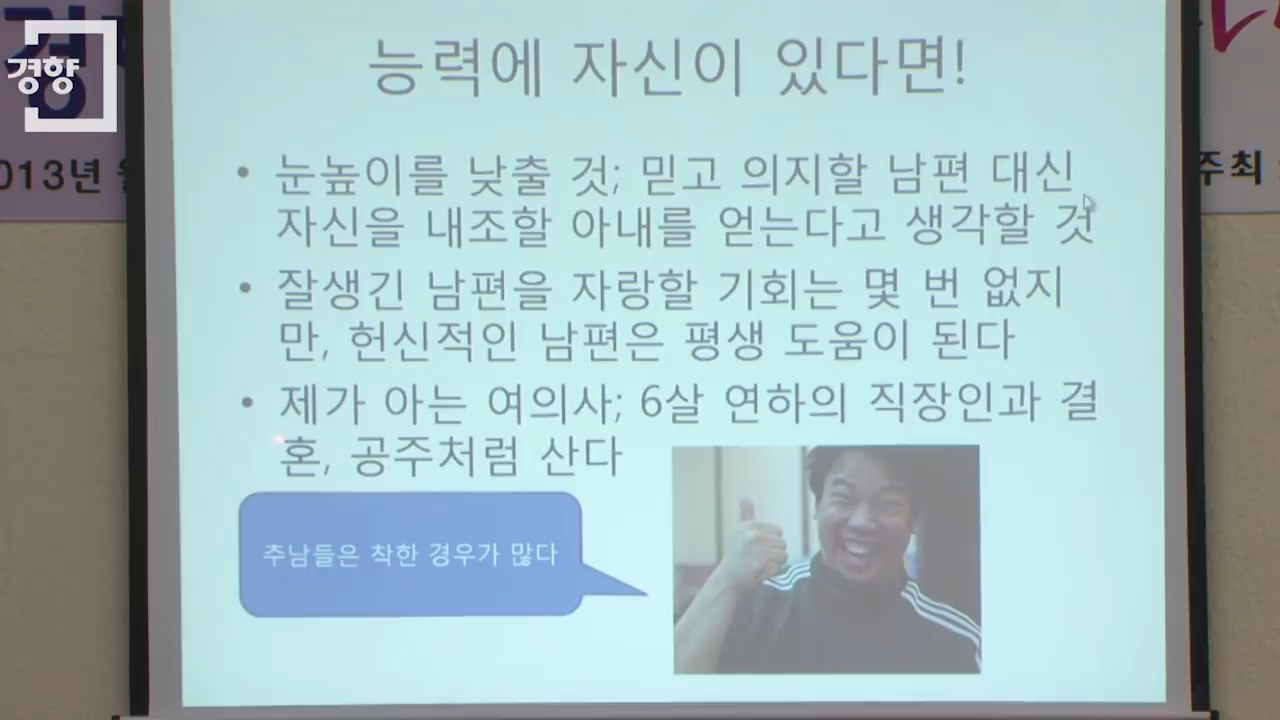 경향
013년
주최
능력에 자신이 있다면!
• 눈높이를 낮출 것; 믿고 의지할 남편 대신
자신을 내조할 아내를 얻는다고 생각할 것
• 잘생긴 남편을 자랑할 기회는 몇 번 없지
만, 헌신적인 남편은 평생 도움이 된다
• 제가 아는 여의사; 6살 연하의 직장인과 결
혼, 공주처럼 산다
추남들은 착한 경우가 많다